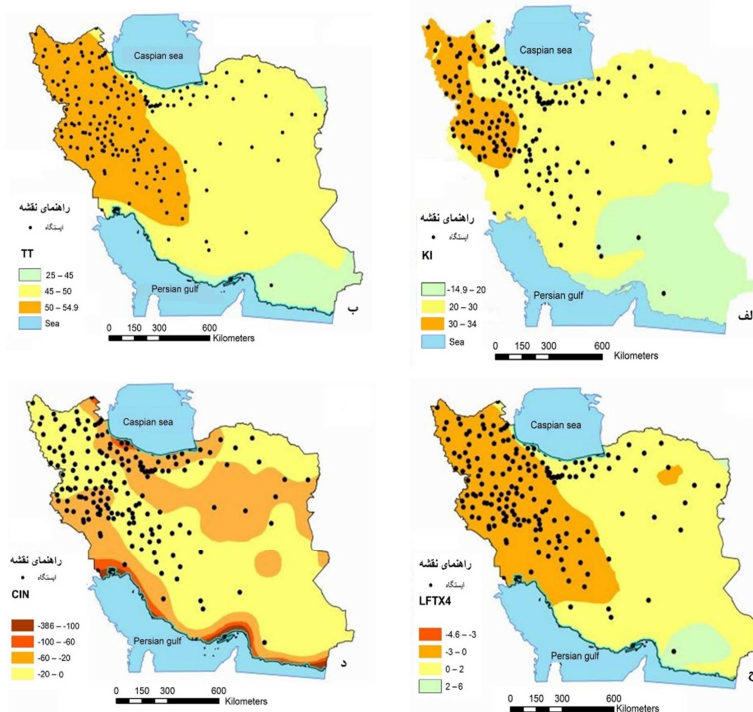 Caspian sea
راهنمای نقشه
ایستگاه
TT
25 – 45
45 – 50
50 – 54.9
Sea
Persian gulf
0 150 300 600
Kilometers
ب
Caspian sea
راهنمای نقشه
ایستگاه
KI
-14.9 – 20
20 – 30
30 – 34
Sea
Persian gulf
0 150 300 600
Kilometers
الف
Caspian sea
راهنمای نقشه
ایستگاه
CIN
-386 – -100
-100 – -60
-60 – -20
-20 – 0
Persian gulf
0 150 300 600
Kilometers
د
Caspian sea
راهنمای نقشه
ایستگاه
LFTX4
-4.6 – -3
-3 – 0
0 – 2
2 – 6
Persian gulf
0 150 300 600
Kilometers
ج